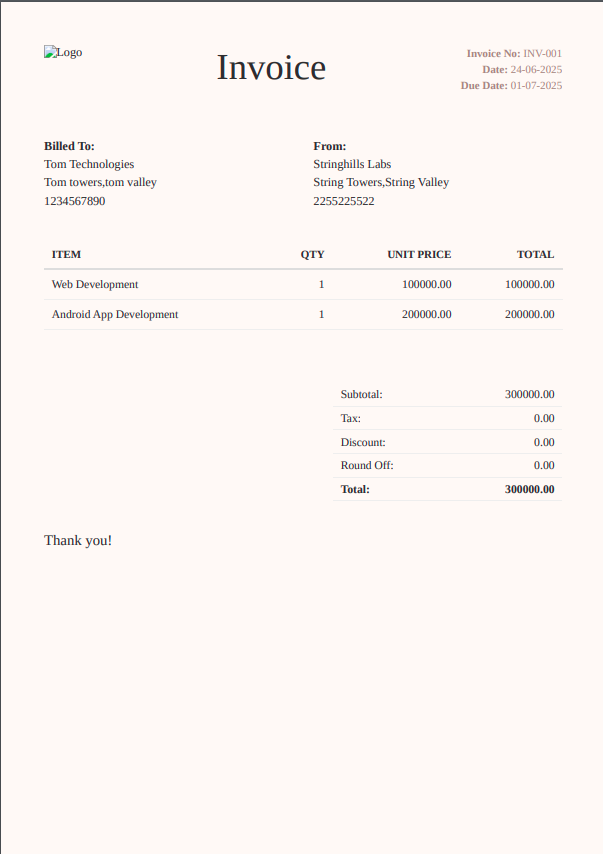 Logo
Invoice
Invoice No: INV-001
Date: 24-06-2025
Due Date: 01-07-2025
Billed To:
Tom Technologies
Tom towers,tom valley
1234567890
From:
Stringhills Labs
String Towers,String Valley
2255225522
ITEM QTY UNIT PRICE TOTAL
Web Development 1 100000.00 100000.00
Android App Development 1 200000.00 200000.00
Subtotal: 300000.00
Tax: 0.00
Discount: 0.00
Round Off: 0.00
Total: 300000.00
Thank you!